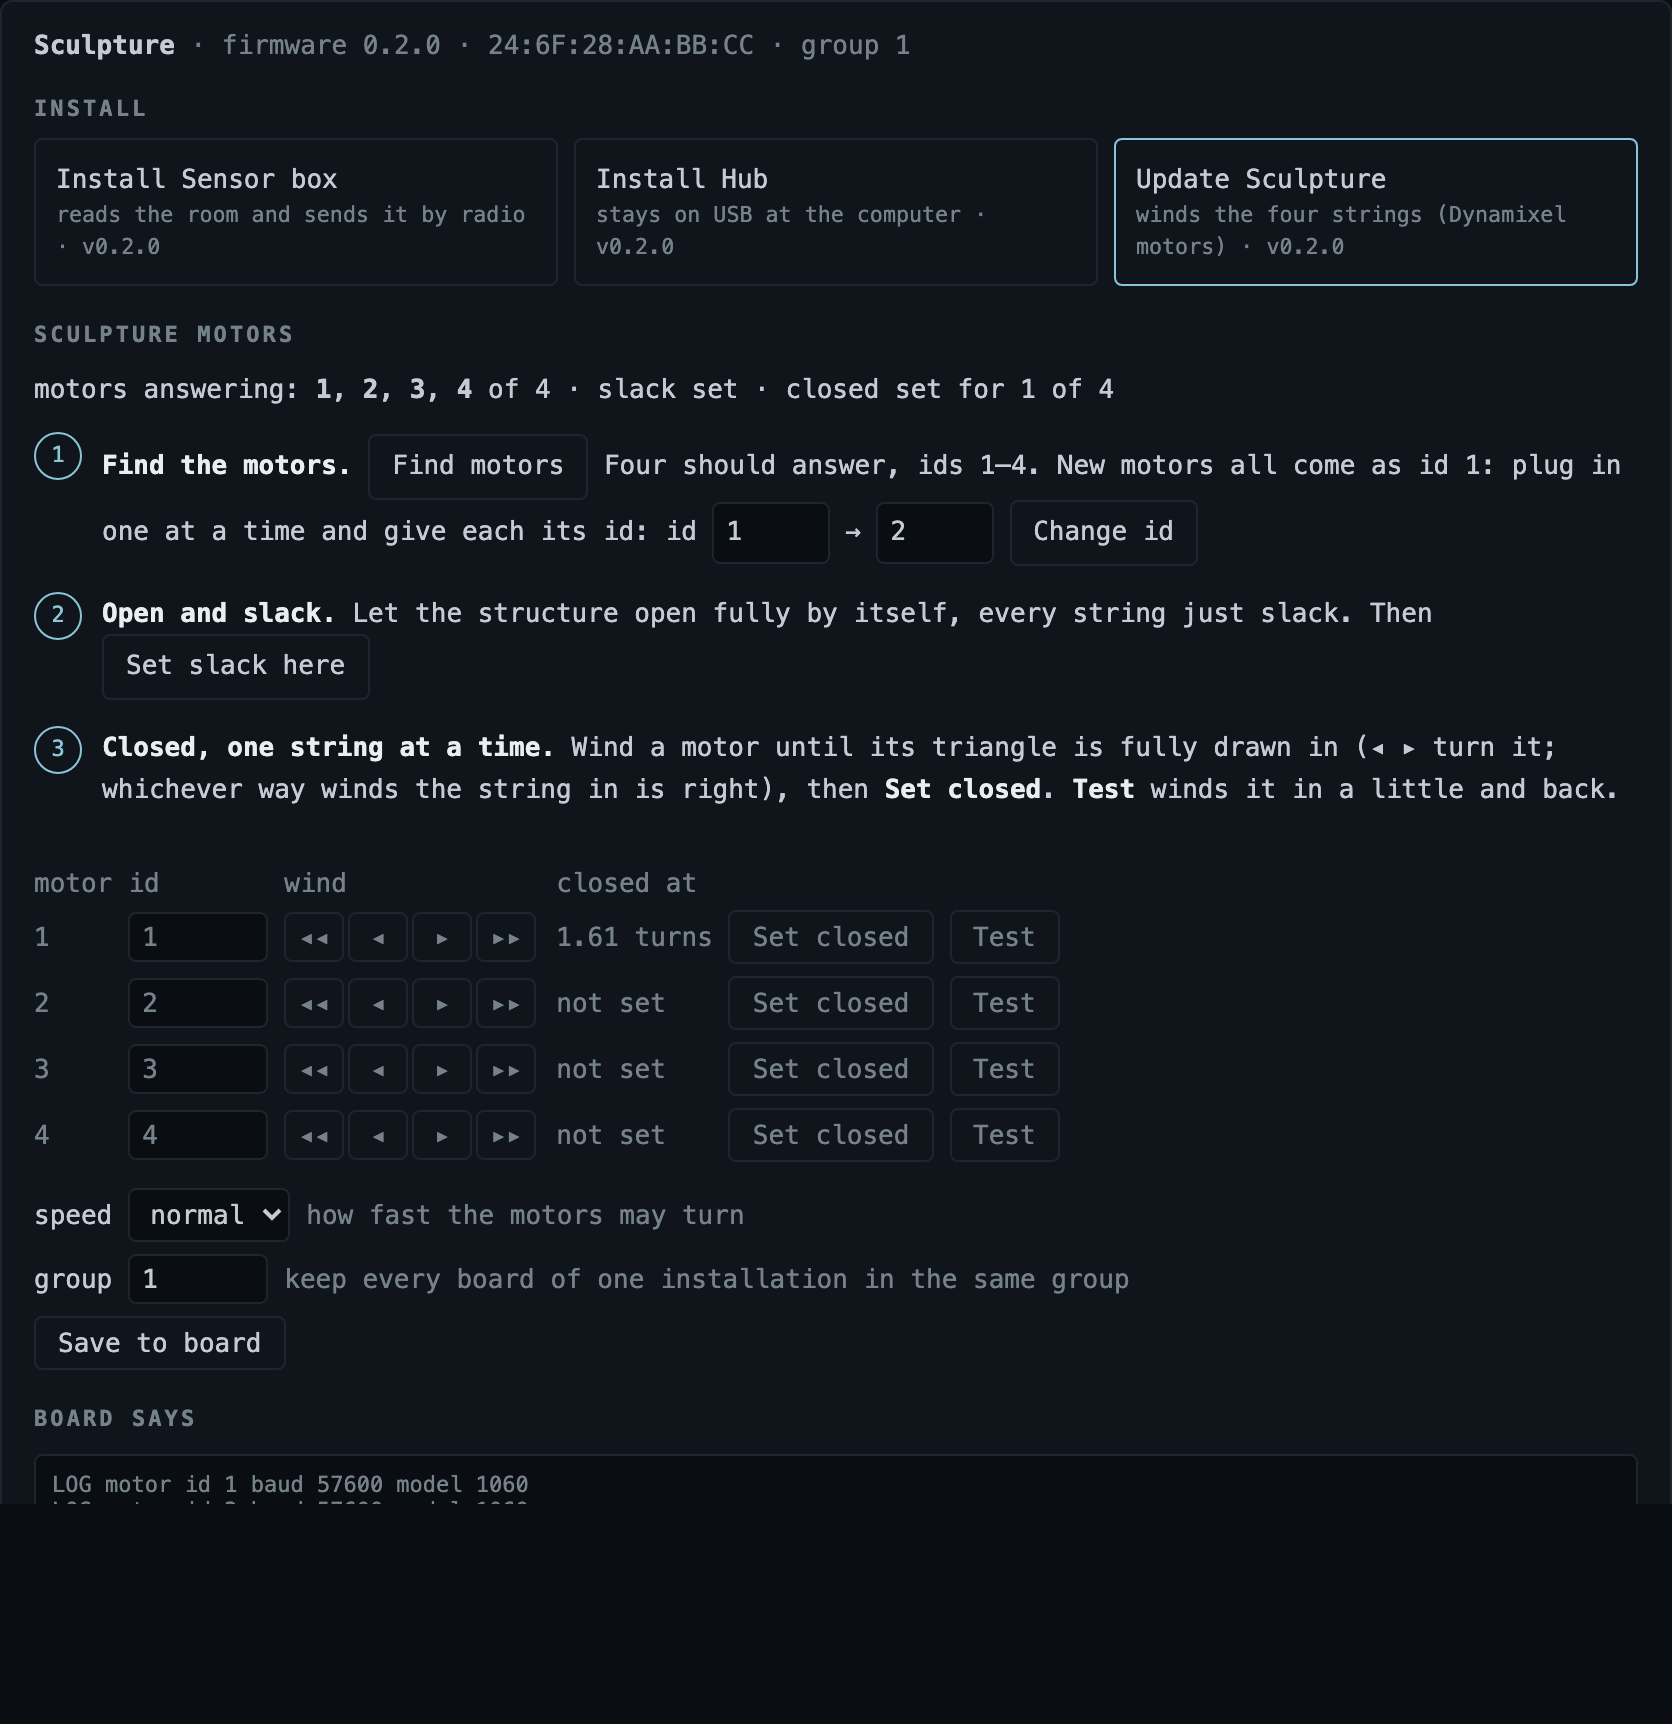 Sculpture · firmware 0.2.0 · 24:6F:28:AA:BB:CC · group 1
INSTALL
Install Sensor box
reads the room and sends it by radio
· v0.2.0
Install Hub
stays on USB at the computer ·
v0.2.0
Update Sculpture
winds the four strings (Dynamixel
motors) · v0.2.0
SCULPTURE MOTORS
motors answering: 1, 2, 3, 4 of 4 · slack set · closed set for 1 of 4
1 Find the motors. Find motors Four should answer, ids 1–4. New motors all come as id 1: plug in
one at a time and give each its id: id 1 → 2 Change id
2 Open and slack. Let the structure open fully by itself, every string just slack. Then
Set slack here
3 Closed, one string at a time. Wind a motor until its triangle is fully drawn in (◂ ▸ turn it;
whichever way winds the string in is right), then Set closed. Test winds it in a little and back.
motor id wind closed at
1 1 ◂◂ ◂ ▸ ▸▸ 1.61 turns Set closed Test
2 2 ◂◂ ◂ ▸ ▸▸ not set Set closed Test
3 3 ◂◂ ◂ ▸ ▸▸ not set Set closed Test
4 4 ◂◂ ◂ ▸ ▸▸ not set Set closed Test
speed normal how fast the motors may turn
group 1 keep every board of one installation in the same group
Save to board
BOARD SAYS
LOG motor id 1 baud 57600 model 1060